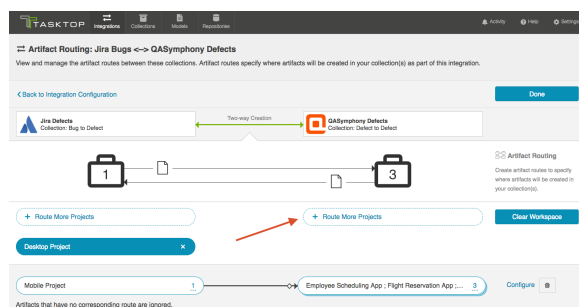 TASKTOP
Integrations
Collections
Models
Repositories
Activity
Help
Settings
Artifact Routing: Jira Bugs <--> QASymphony Defects
View and manage the artifact routes between these collections. Artifact routes specify where artifacts will be created in your collection(s) as part of this integration.
Back to Integration Configuration
Done
Jira Defects
Collection: Bug to Defect
Two-way Creation
QASymphony Defects
Collection: Defect to Defect
1
3
Artifact Routing
Create artifact routes to specify
where artifacts will be created in
your collection(s).
+ Route More Projects
+ Route More Projects
Clear Workspace
Desktop Project ×
Mobile Project 1
Employee Scheduling App ; Flight Reservation App ;... 3
Configure
Artifacts that have no corresponding route are ignored.